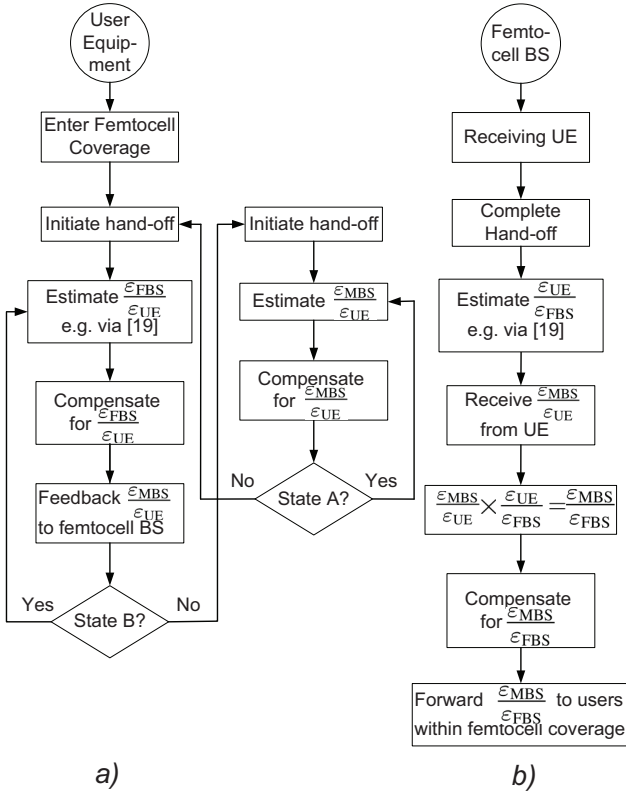 User
Equip-
ment
Enter Femtocell
Coverage
Initiate hand-off
Estimate εFBS/εUE
e.g. via [19]
Compensate
for εFBS/εUE
Feedback εMBS/εUE
to femtocell BS
State B?
Yes
No
Initiate hand-off
Estimate εMBS/εUE
Compensate
for εMBS/εUE
State A?
No
Yes
a)
Femto-
cell BS
Receiving UE
Complete
Hand-off
Estimate εUE/εFBS
e.g. via [19]
Receive εMBS/εUE
from UE
εMBS/εUE × εUE/εFBS = εMBS/εFBS
Compensate
for εMBS/εFBS
Forward εMBS/εFBS to users
within femtocell coverage
b)